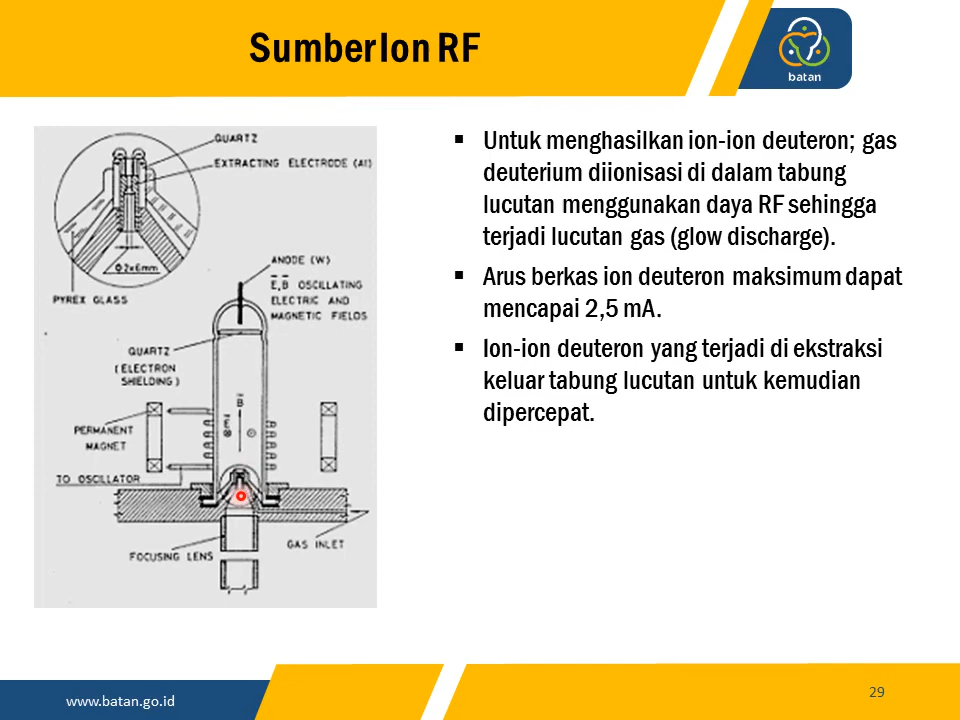 SumberIon RF
batan
QUARTZ
EXTRACTING ELECTRODE (Al)
Φ2x6mm
PYREX GLASS
ANODE (W)
E,B OSCILLATING
ELECTRIC AND
MAGNETIC FIELDS
QUARTZ
(ELECTRON
SHIELDING)
PERMANENT
MAGNET
TO OSCILLATOR
FOCUSING LENS
GAS INLET
▪ Untuk menghasilkan ion-ion deuteron; gas
deuterium diionisasi di dalam tabung
lucutan menggunakan daya RF sehingga
terjadi lucutan gas (glow discharge).
▪ Arus berkas ion deuteron maksimum dapat
mencapai 2,5 mA.
▪ Ion-ion deuteron yang terjadi di ekstraksi
keluar tabung lucutan untuk kemudian
dipercepat.
www.batan.go.id
29